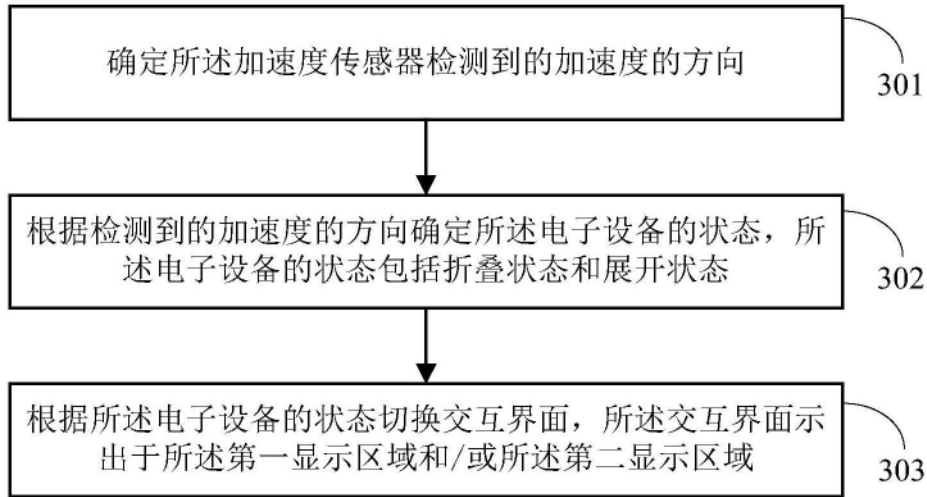 确定所述加速度传感器检测到的加速度的方向
301
根据检测到的加速度的方向确定所述电子设备的状态，所
述电子设备的状态包括折叠状态和展开状态
302
根据所述电子设备的状态切换交互界面，所述交互界面示
出于所述第一显示区域和/或所述第二显示区域
303